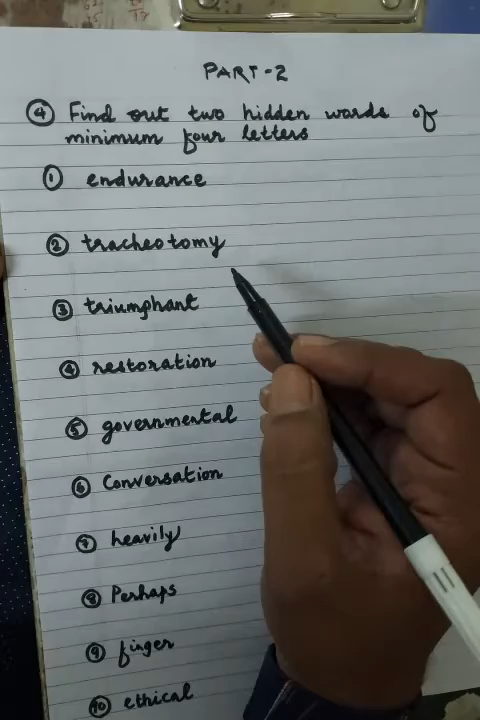 PART-2
④ Find out two hidden words of
minimum four letters
① endurance
② tracheotomy
③ triumphant
④ restoration
⑤ governmental
⑥ Conversation
⑦ heavily
⑧ Perhaps
⑨ finger
⑩ ethical